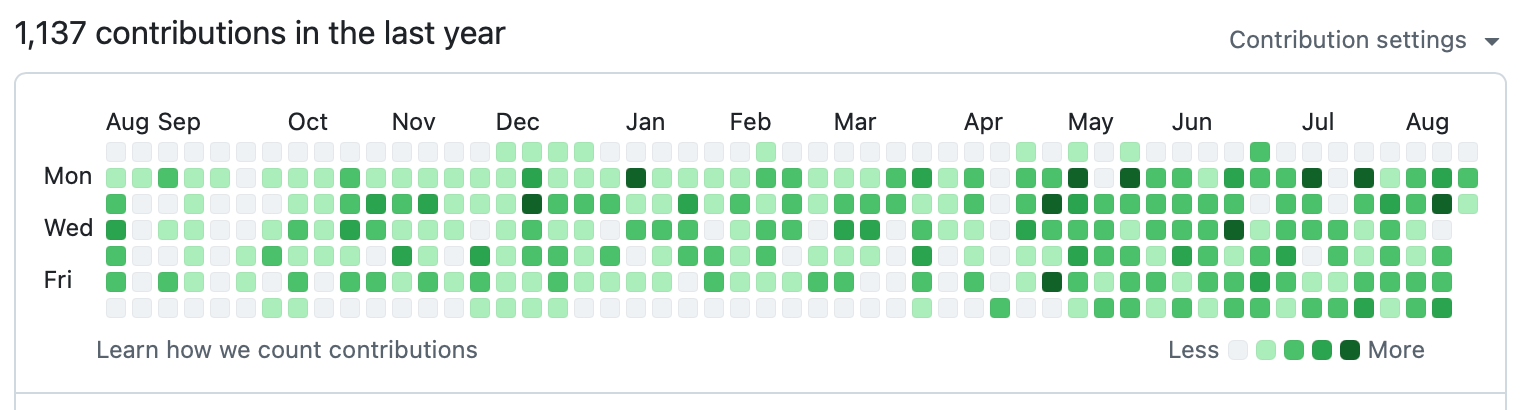 1,137 contributions in the last year
Contribution settings
Aug Sep Oct Nov Dec Jan Feb Mar Apr May Jun Jul Aug
Mon
Wed
Fri
Learn how we count contributions
Less More